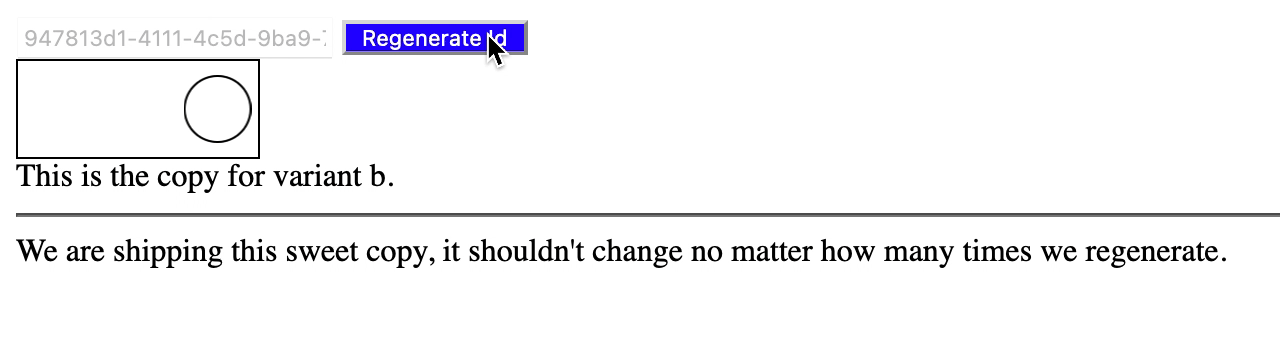 947813d1-4111-4c5d-9ba9- Regenerate Id
This is the copy for variant b.
We are shipping this sweet copy, it shouldn't change no matter how many times we regenerate.